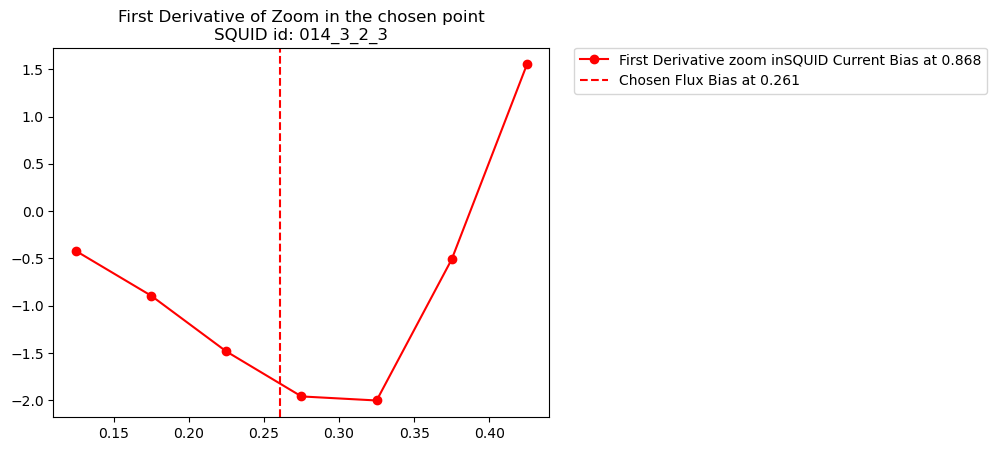 First Derivative of Zoom in the chosen point
SQUID id: 014_3_2_3
First Derivative zoom inSQUID Current Bias at 0.868
Chosen Flux Bias at 0.261
1.5
1.0
0.5
0.0
−0.5
−1.0
−1.5
−2.0
0.15 0.20 0.25 0.30 0.35 0.40